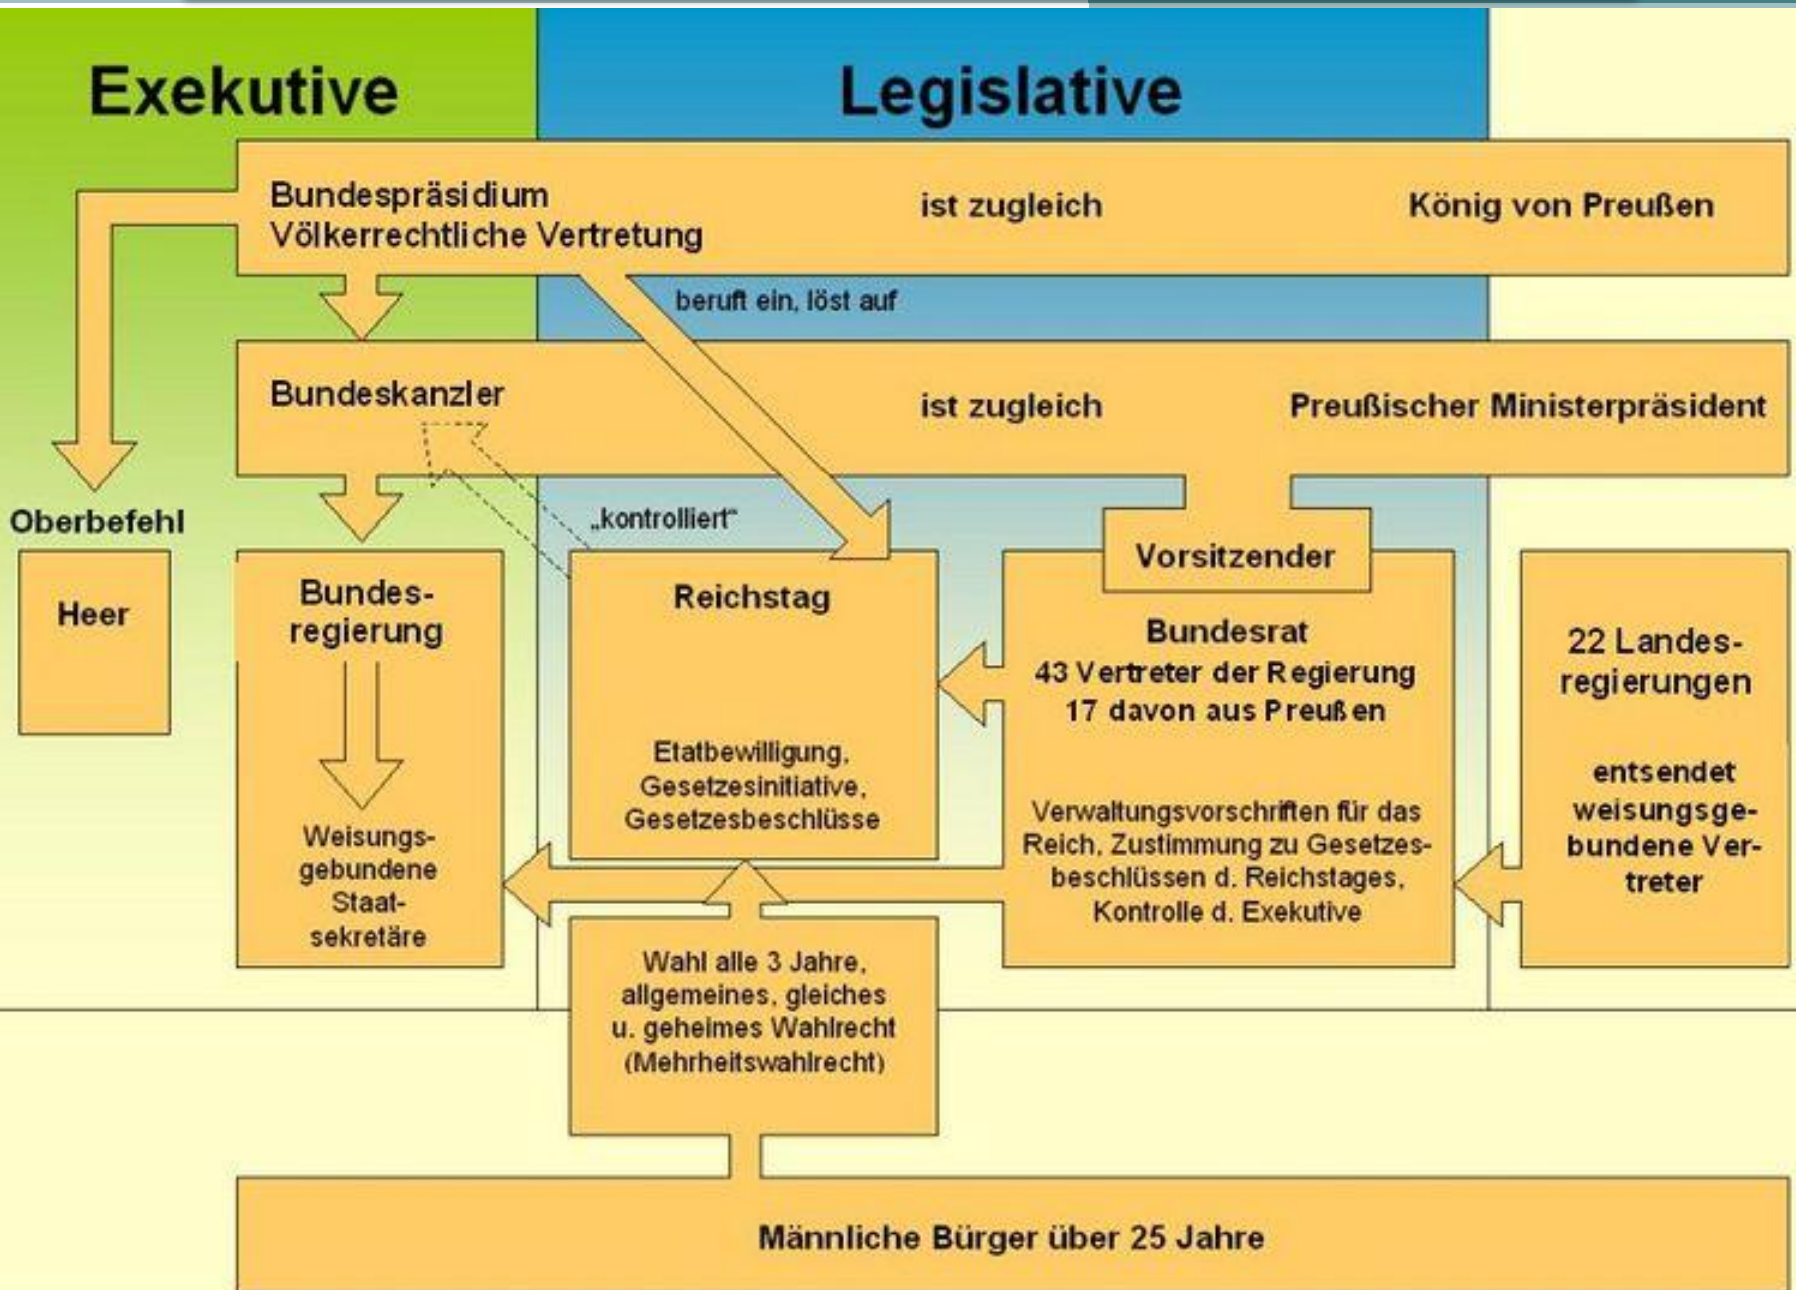 Exekutive
Legislative
Bundespräsidium
Völkerrechtliche Vertretung
ist zugleich
König von Preußen
beruft ein, löst auf
Bundeskanzler
ist zugleich
Preußischer Ministerpräsident
„kontrolliert“
Oberbefehl
Heer
Bundes-
regierung
Weisungs-
gebundene
Staat-
sekretäre
Reichstag
Etatbewilligung,
Gesetzesinitiative,
Gesetzesbeschlüsse
Vorsitzender
Bundesrat
43 Vertreter der Regierung
17 davon aus Preußen
Verwaltungsvorschriften für das
Reich, Zustimmung zu Gesetzes-
beschlüssen d. Reichstages,
Kontrolle d. Exekutive
22 Landes-
regierungen
entsendet
weisungsge-
bundene Ver-
treter
Wahl alle 3 Jahre,
allgemeines, gleiches
u. geheimes Wahlrecht
(Mehrheitswahlrecht)
Männliche Bürger über 25 Jahre